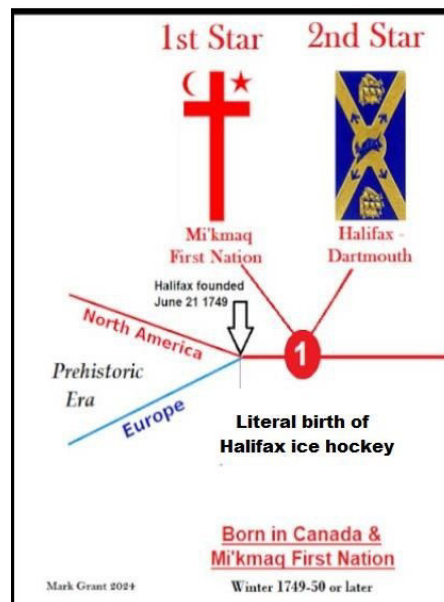 1st Star
2nd Star
Mi'kmaq
First Nation
Halifax -
Dartmouth
Halifax founded
June 21 1749
North America
1
Prehistoric
Era
Europe
Literal birth of
Halifax ice hockey
Born in Canada &
Mi'kmaq First Nation
Mark Grant 2024
Winter 1749-50 or later